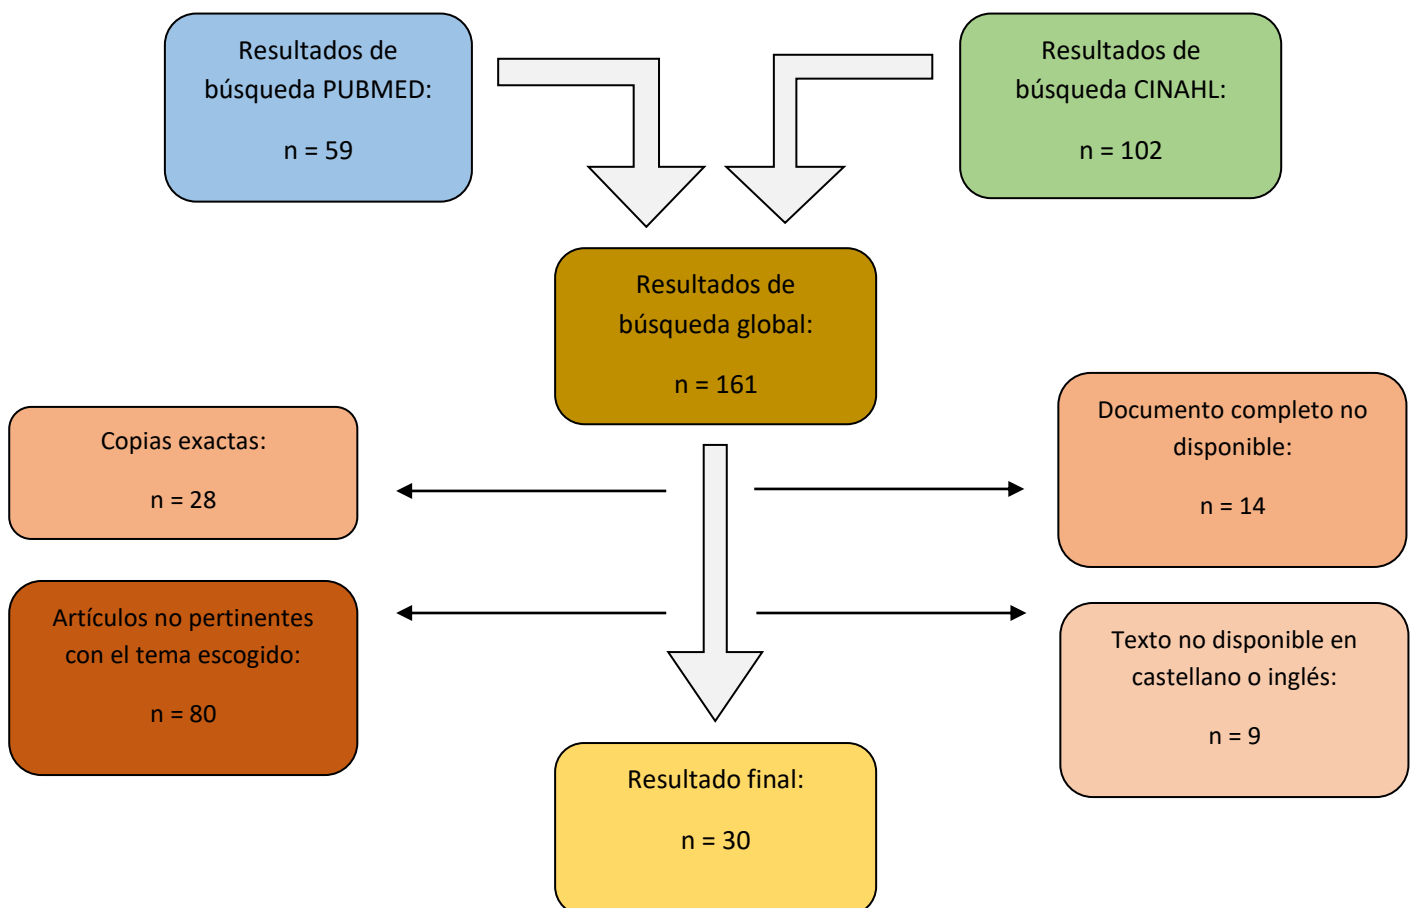 Resultados de
búsqueda PUBMED:
n = 59
Resultados de
búsqueda CINAHL:
n = 102
Resultados de
búsqueda global:
n = 161
Copias exactas:
n = 28
Documento completo no
disponible:
n = 14
Artículos no pertinentes
con el tema escogido:
n = 80
Texto no disponible en
castellano o inglés:
n = 9
Resultado final:
n = 30